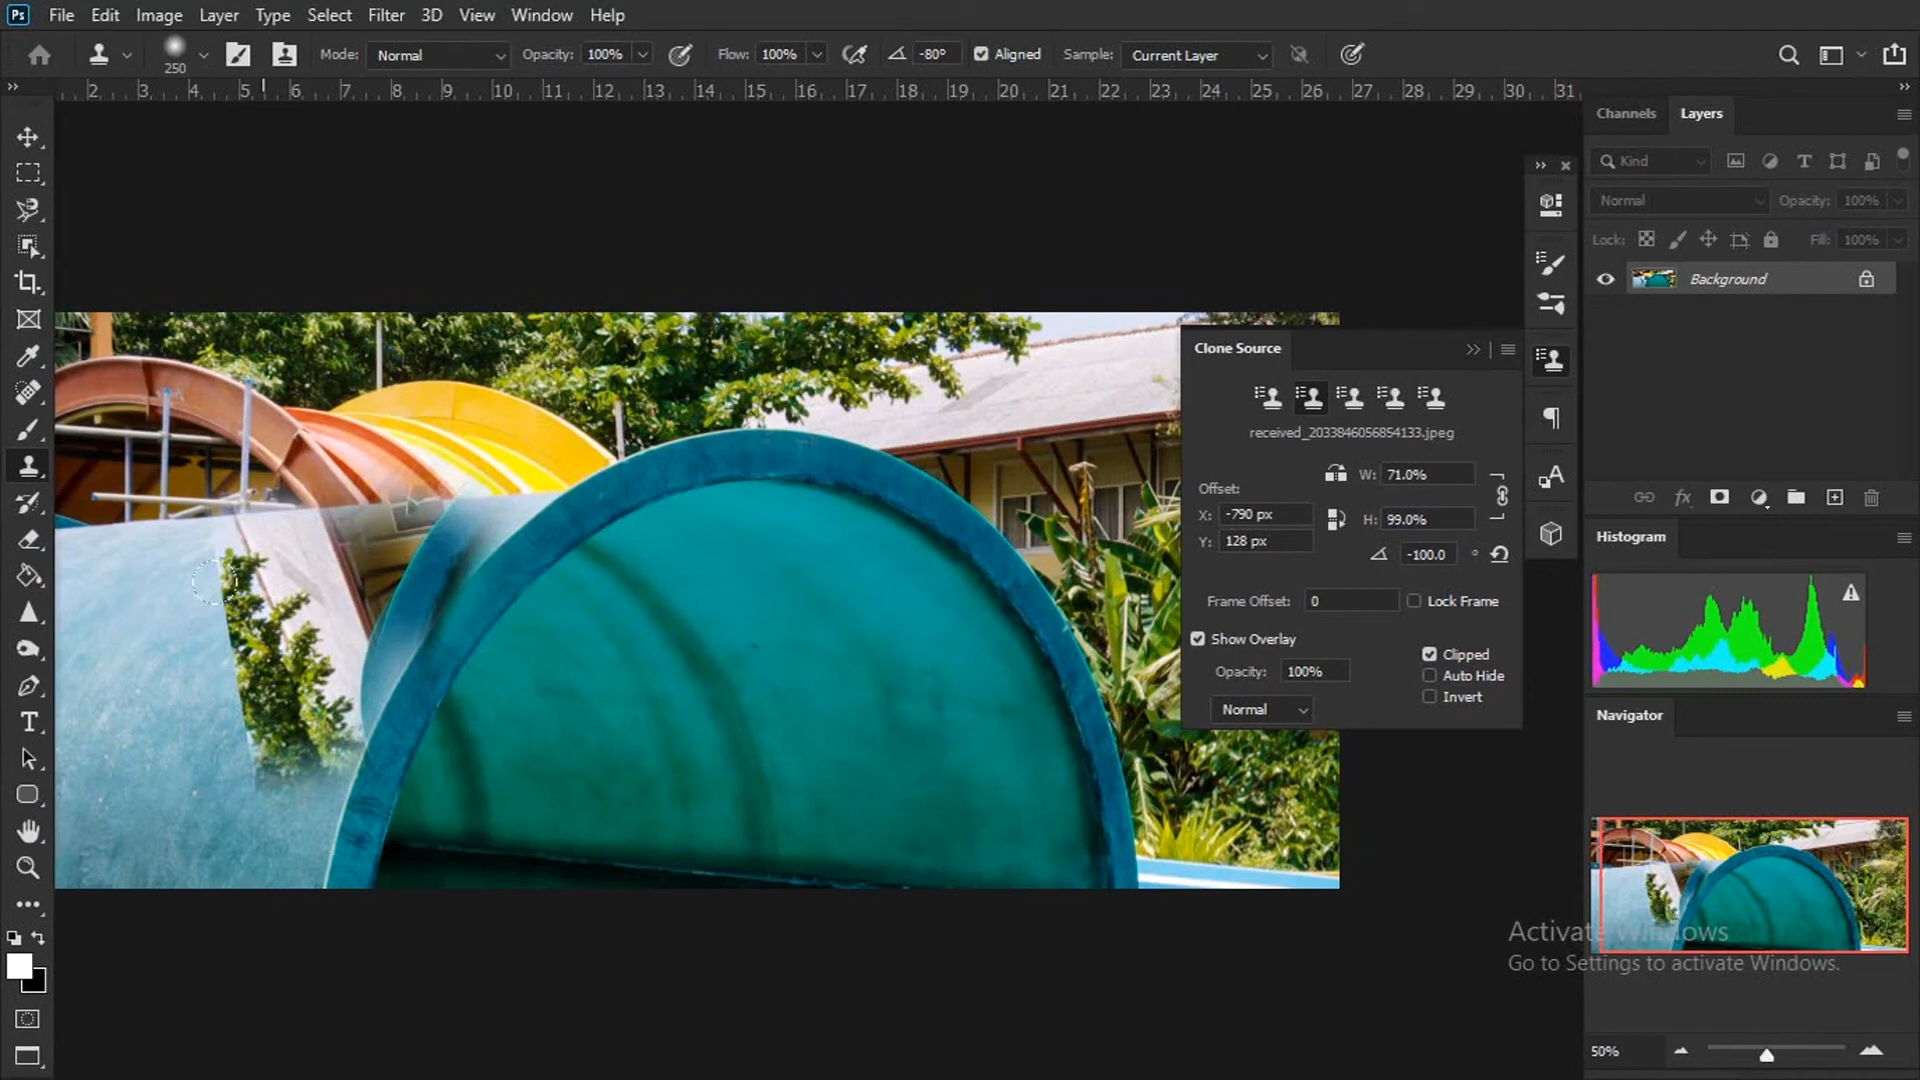 Ps File Edit Image Layer Type Select Filter 3D View Window Help
250 Mode: Normal Opacity: 100% Flow: 100% -80° Aligned Sample: Current Layer
2 3 4 5 6 7 8 9 10 11 12 13 14 15 16 17 18 19 20 21 22 23 24 25 26 27 28 29 30 31
Channels Layers
Kind
Normal Opacity: 100%
Lock: Fill: 100%
Background
Clone Source
received_2033846056854133.jpeg
W: 71.0%
Offset:
X: -790 px
H: 99.0%
Y: 128 px
-100.0 °
Frame Offset: 0 Lock Frame
Show Overlay
Clipped
Opacity: 100%
Auto Hide
Invert
Normal
fx
Histogram
Navigator
Activate Windows
Go to Settings to activate Windows.
50%